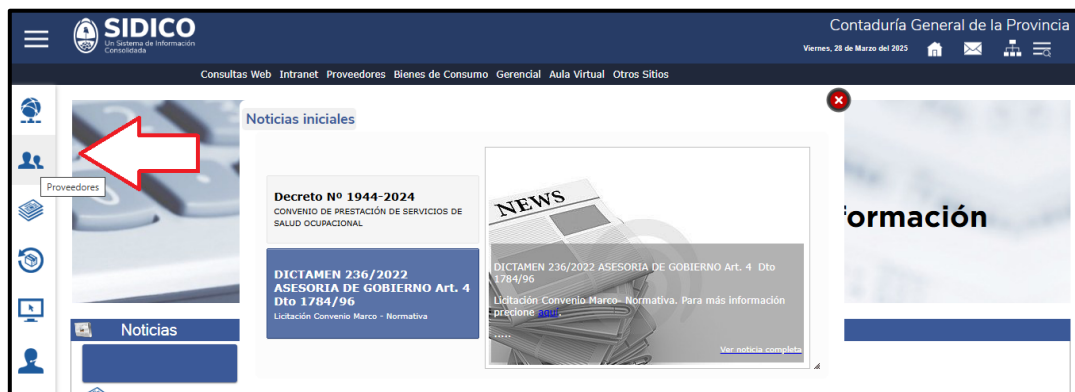 SIDICO
Un Sistema de Información
Consolidada
Contaduría General de la Provincia
Viernes, 28 de Marzo del 2025
Consultas Web Intranet Proveedores Bienes de Consumo Gerencial Aula Virtual Otros Sitios
Noticias iniciales
Proveedores
Decreto Nº 1944-2024
CONVENIO DE PRESTACIÓN DE SERVICIOS DE
SALUD OCUPACIONAL
DICTAMEN 236/2022
ASESORIA DE GOBIERNO Art. 4
Dto 1784/96
Licitación Convenio Marco - Normativa
NEWS
DICTAMEN 236/2022 ASESORIA DE GOBIERNO Art. 4 Dto
1784/96
Licitación Convenio Marco- Normativa. Para más información
precione aquí.
.....
Ver noticia completa
formación
Noticias